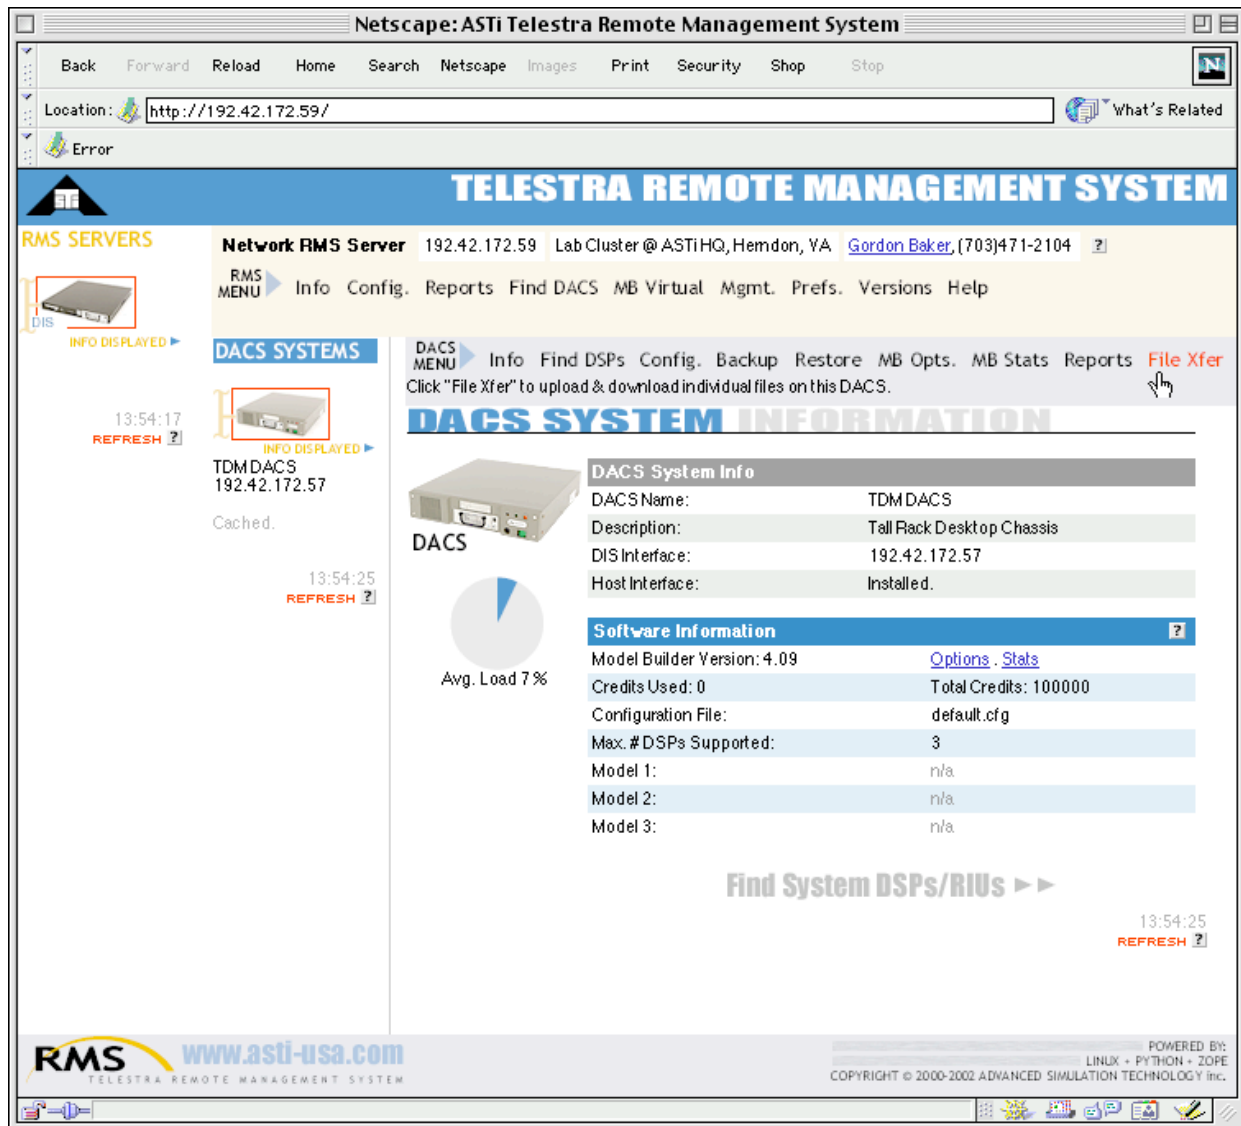 Netscape: ASTi Telestra Remote Management System
Back Forward Reload Home Search Netscape Images Print Security Shop Stop
N
Location: http://192.42.172.59/ What's Related
Error
TELESTRA REMOTE MANAGEMENT SYSTEM
RMS SERVERS
Network RMS Server 192.42.172.59 Lab Cluster @ ASTi HQ, Herndon, VA Gordon Baker, (703)471-2104 ?
RMS MENU Info Config. Reports Find DACS MB Virtual Mgmt. Prefs. Versions Help
DIS
INFO DISPLAYED
13:54:17
REFRESH ?
DACS SYSTEMS
INFO DISPLAYED
TDM DACS
192.42.172.57
Cached.
13:54:25
REFRESH ?
DACS MENU Info Find DSPs Config. Backup Restore MB Opts. MB Stats Reports File Xfer
Click "File Xfer" to upload & download individual files on this DACS.
DACS SYSTEM INFORMATION
DACS
Avg. Load 7 %
DACS System Info
DACS Name: TDM DACS
Description: Tall Rack Desktop Chassis
DIS Interface: 192.42.172.57
Host Interface: Installed.
Software Information ?
Model Builder Version: 4.09 Options . Stats
Credits Used: 0 Total Credits: 100000
Configuration File: default.cfg
Max. # DSPs Supported: 3
Model 1: n/a
Model 2: n/a
Model 3: n/a
Find System DSPs/RIUs
13:54:25
REFRESH ?
RMS www.asti-usa.com
TELESTRA REMOTE MANAGEMENT SYSTEM
POWERED BY:
LINUX + PYTHON + ZOPE
COPYRIGHT © 2000-2002 ADVANCED SIMULATION TECHNOLOGY inc.